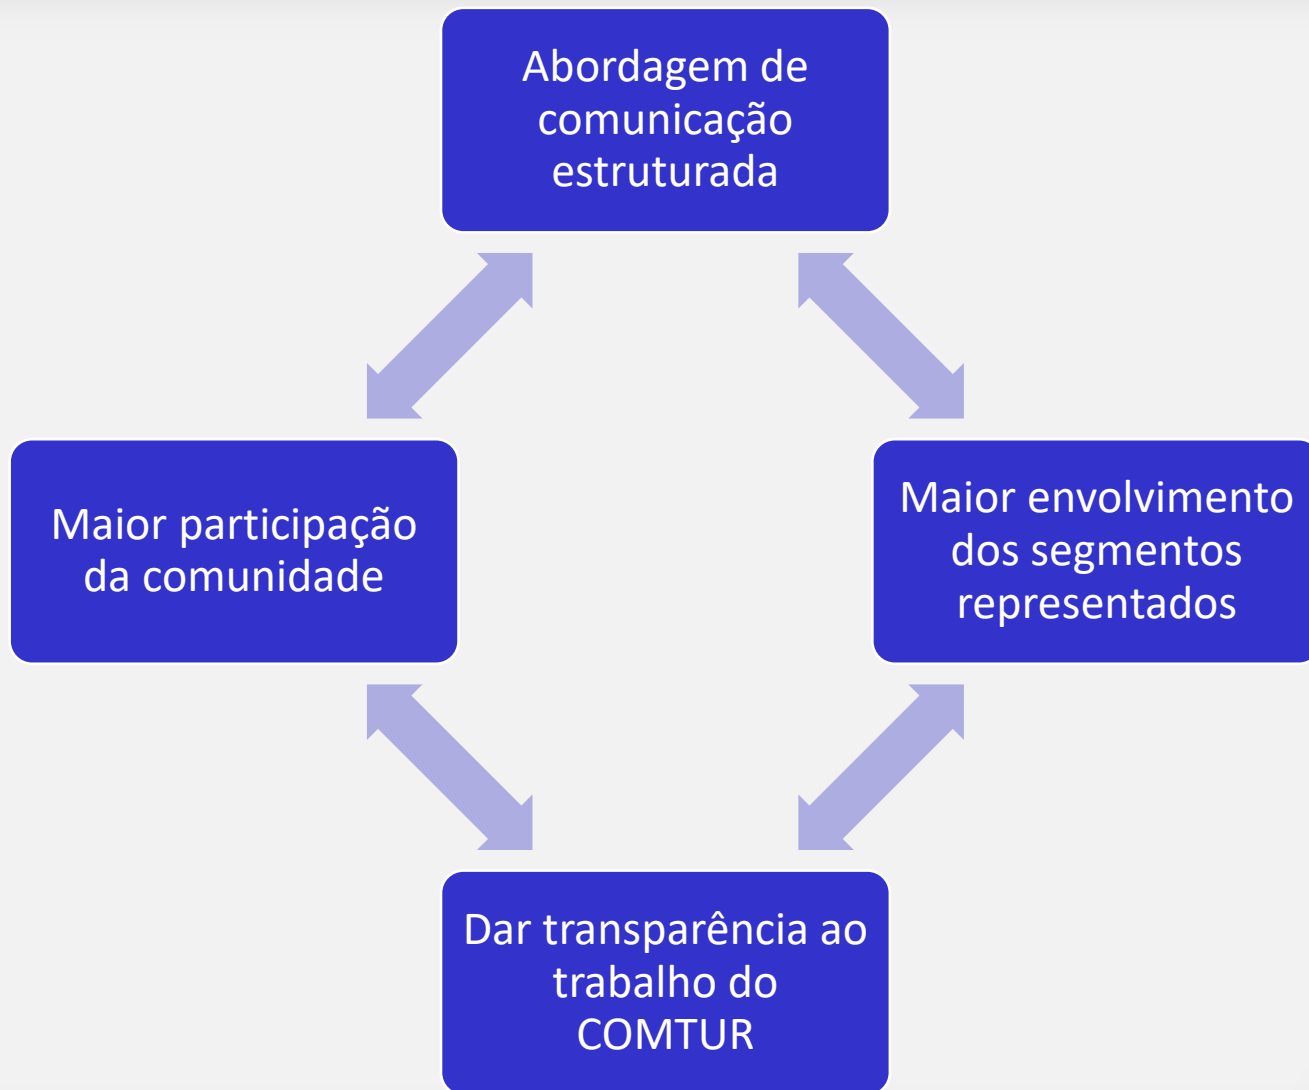 Abordagem de
comunicação
estruturada
Maior participação
da comunidade
Maior envolvimento
dos segmentos
representados
Dar transparência ao
trabalho do
COMTUR